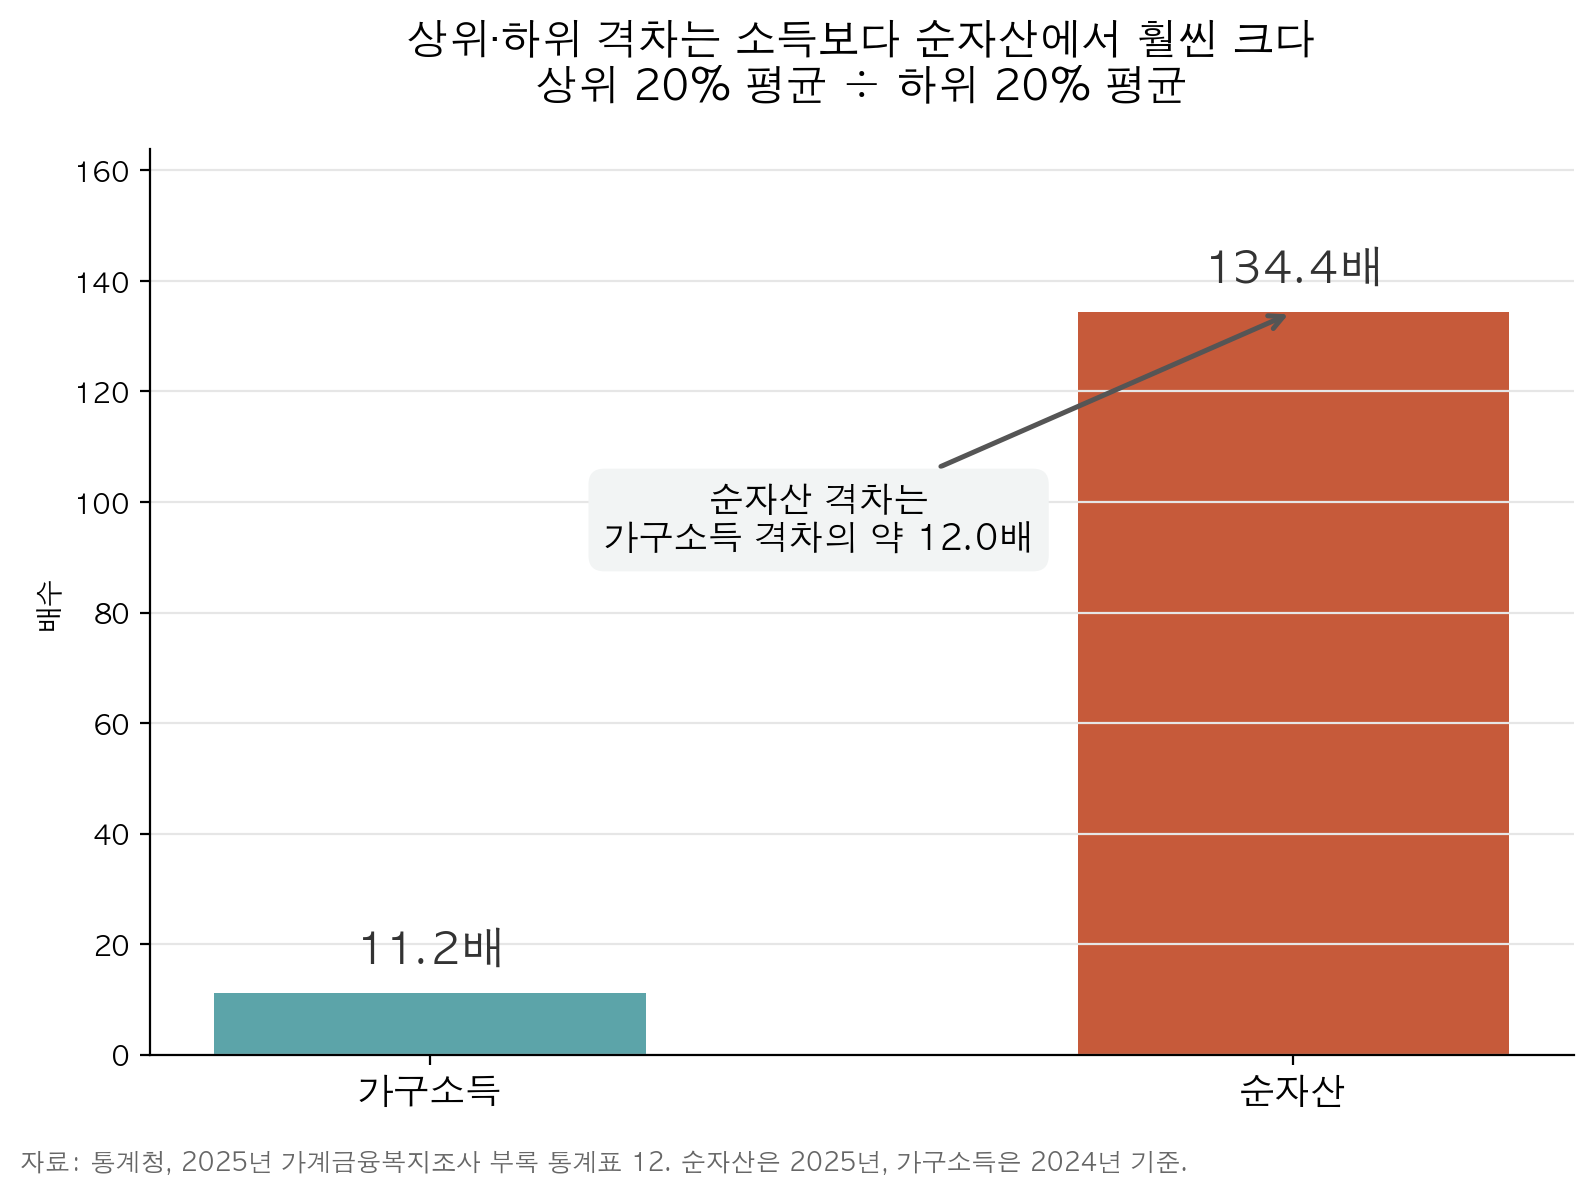 상위·하위 격차는 소득보다 순자산에서 훨씬 크다
상위 20% 평균 ÷ 하위 20% 평균
160
140
120
100
80
60
40
20
0
배수
134.4배
순자산 격차는
가구소득 격차의 약 12.0배
11.2배
가구소득
순자산
자료: 통계청, 2025년 가계금융복지조사 부록 통계표 12. 순자산은 2025년, 가구소득은 2024년 기준.